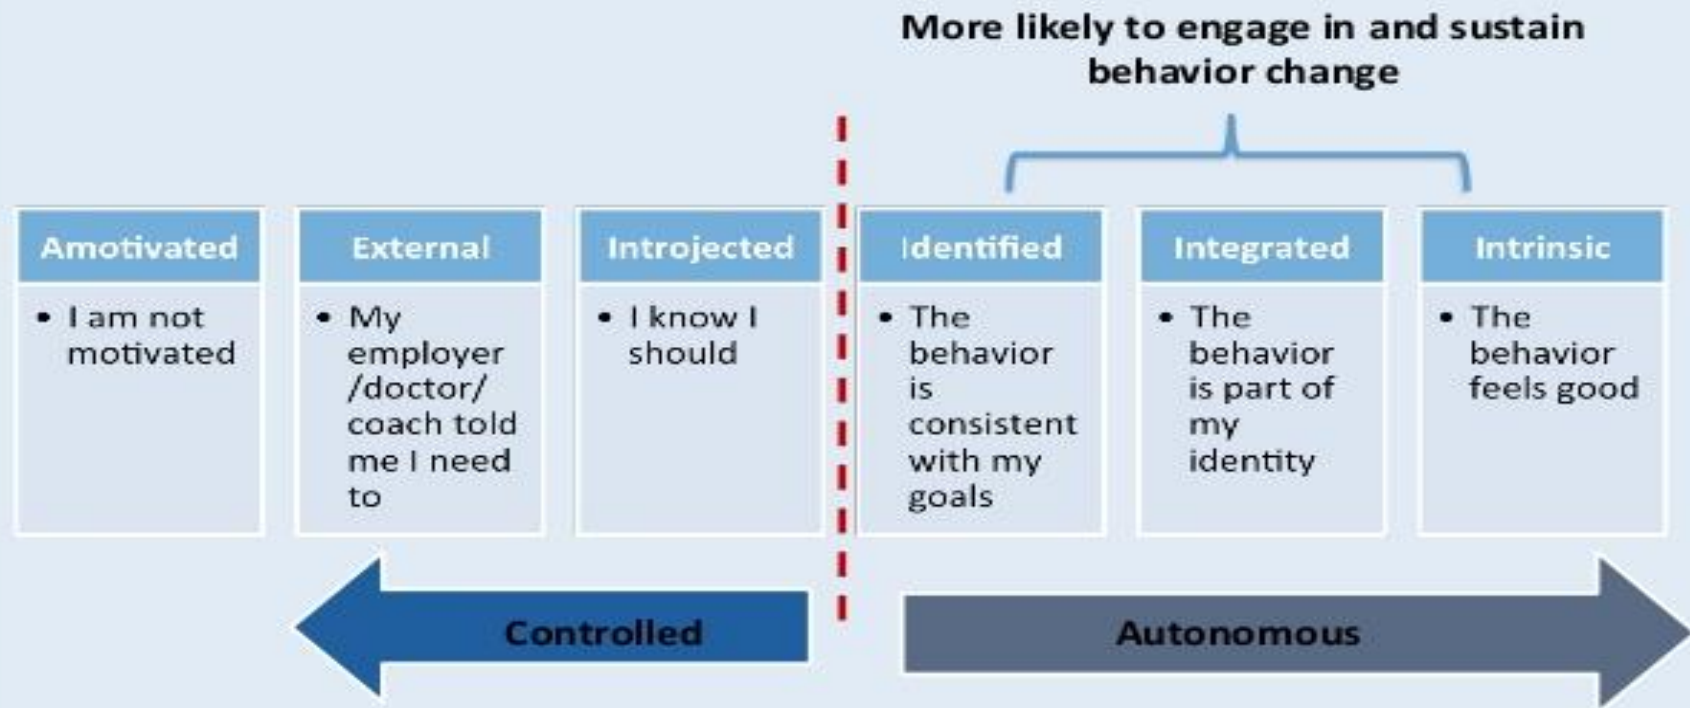 More likely to engage in and sustain
behavior change
Amotivated
• I am not
motivated
External
• My
employer
/doctor/
coach told
me I need
to
Introjected
• I know I
should
Identified
• The
behavior
is
consistent
with my
goals
Integrated
• The
behavior
is part of
my
identity
Intrinsic
• The
behavior
feels good
Controlled
Autonomous